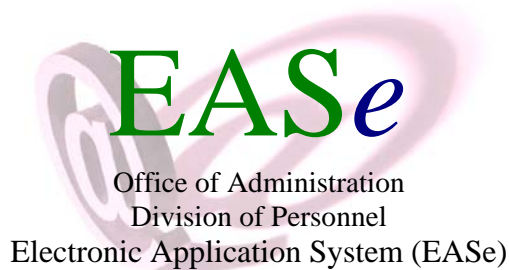 EASe
Office of Administration
Division of Personnel
Electronic Application System (EASe)